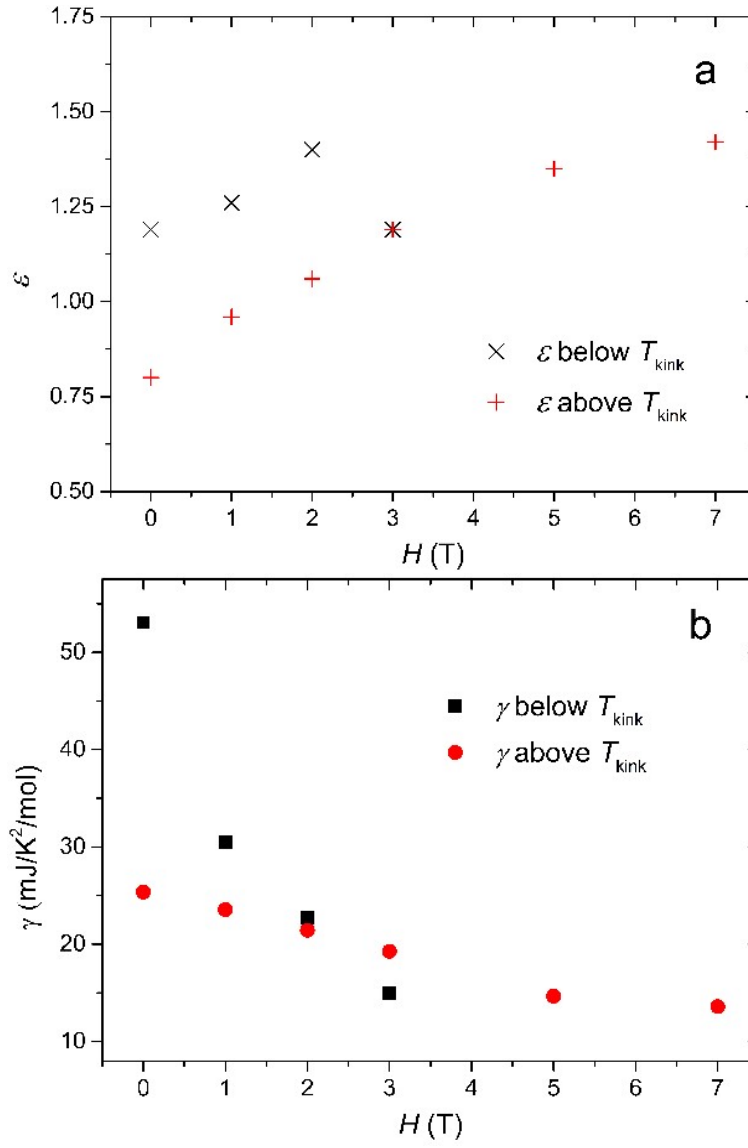 a
1.75
1.50
1.25
1.00
0.75
0.50
ε
ε below T_kink
ε above T_kink
0 1 2 3 4 5 6 7
H (T)
b
50
40
30
20
10
γ (mJ/K²/mol)
γ below T_kink
γ above T_kink
0 1 2 3 4 5 6 7
H (T)